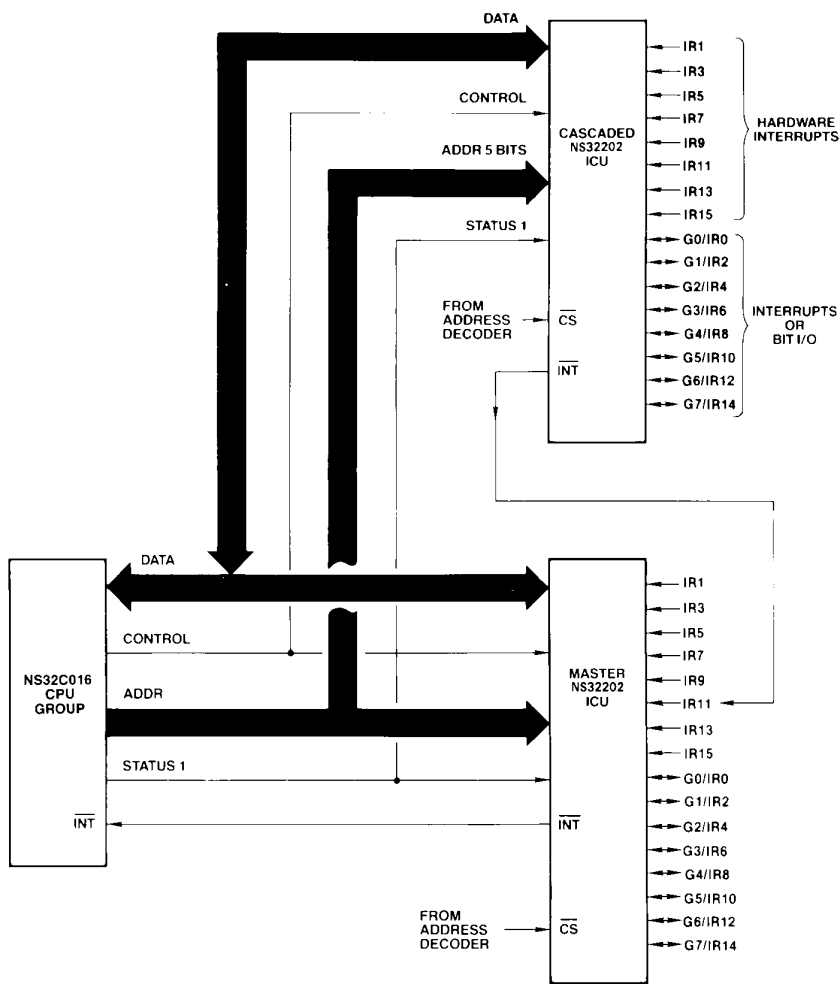 DATA
CONTROL
ADDR 5 BITS
STATUS 1
FROM
ADDRESS
DECODER
CS
INT
CASCADED
NS32202
ICU
IR1
IR3
IR5
IR7
IR9
IR11
IR13
IR15
G0/IR0
G1/IR2
G2/IR4
G3/IR6
G4/IR8
G5/IR10
G6/IR12
G7/IR14
HARDWARE
INTERRUPTS
INTERRUPTS
OR
BIT I/O
NS32C016
CPU
GROUP
INT
DATA
CONTROL
ADDR
STATUS 1
MASTER
NS32202
ICU
INT
FROM
ADDRESS
DECODER
CS
IR1
IR3
IR5
IR7
IR9
IR11
IR13
IR15
G0/IR0
G1/IR2
G2/IR4
G3/IR6
G4/IR8
G5/IR10
G6/IR12
G7/IR14